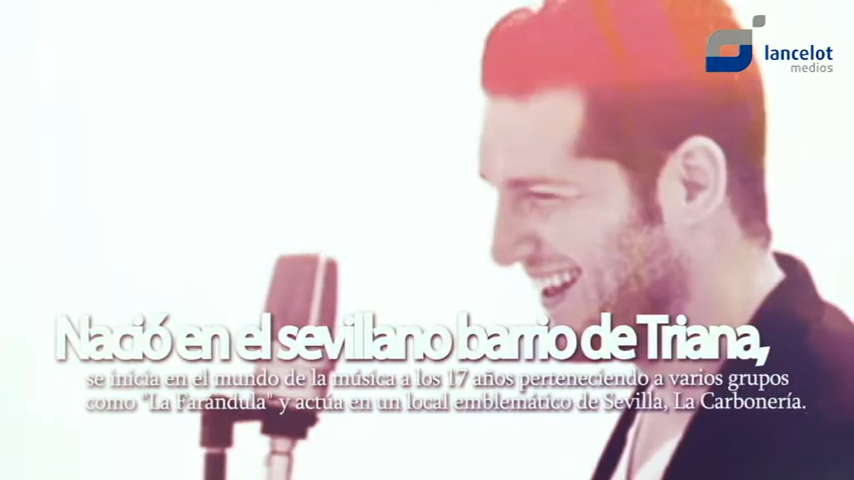 lancelot
medios
Nació en el sevillano barrio de Triana,
se inicia en el mundo de la música a los 17 años perteneciendo a varios grupos
como "La Farándula" y actúa en un local emblemático de Sevilla, La Carbonería.